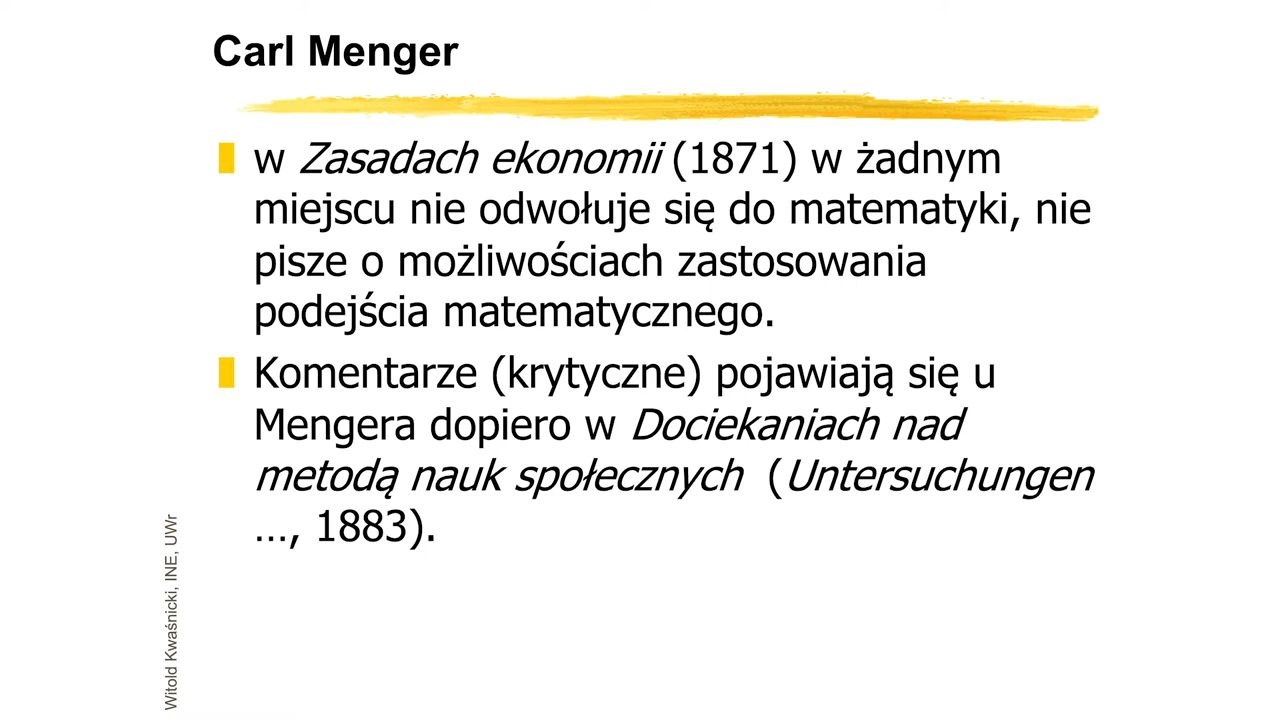 Carl Menger
w Zasadach ekonomii (1871) w żadnym
miejscu nie odwołuje się do matematyki, nie
pisze o możliwościach zastosowania
podejścia matematycznego.
Komentarze (krytyczne) pojawiają się u
Mengera dopiero w Dociekaniach nad
metodą nauk społecznych (Untersuchungen
…, 1883).
Witold Kwaśnicki, INE, UWr